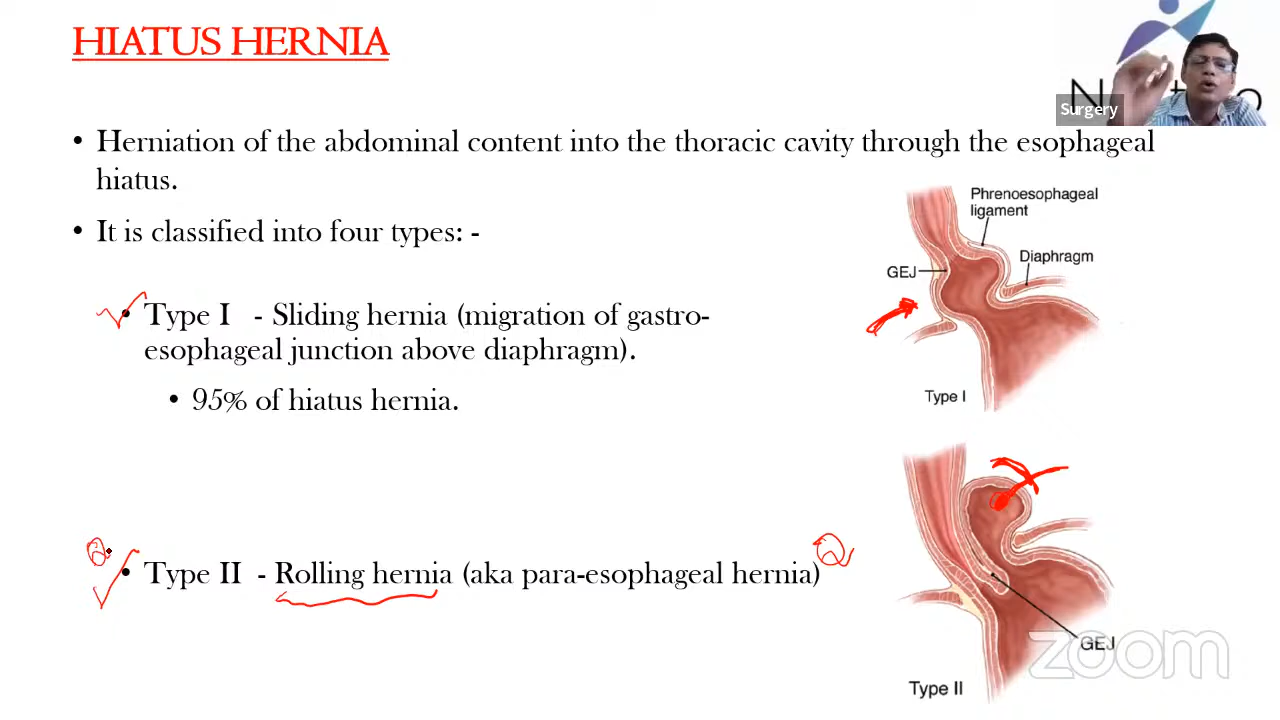 HIATUS HERNIA
Surgery
• Herniation of the abdominal content into the thoracic cavity through the esophageal
hiatus.
• It is classified into four types: -
Phrenoesophageal
ligament
Diaphragm
GEJ
• Type I - Sliding hernia (migration of gastro-
esophageal junction above diaphragm).
• 95% of hiatus hernia.
Type I
Q
Q
• Type II - Rolling hernia (aka para-esophageal hernia)
GEJ
zoom
Type II